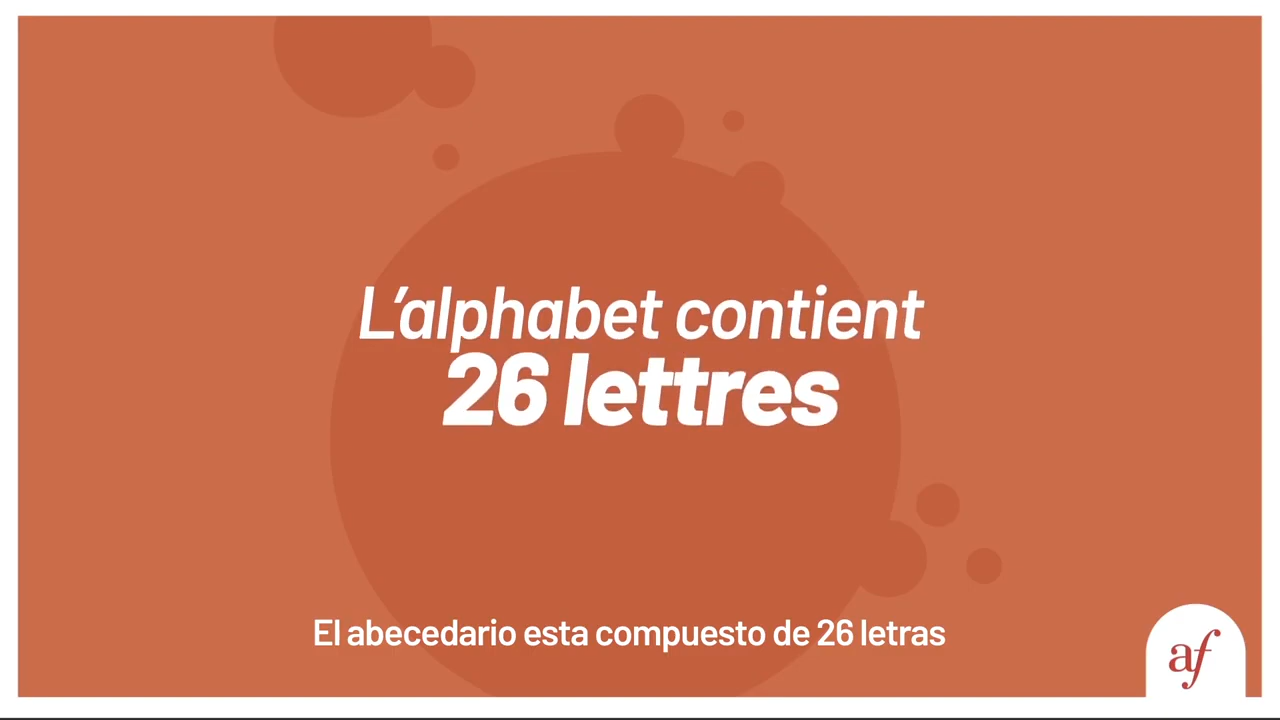 L'alphabet contient
26 lettres
El abecedario esta compuesto de 26 letras
af